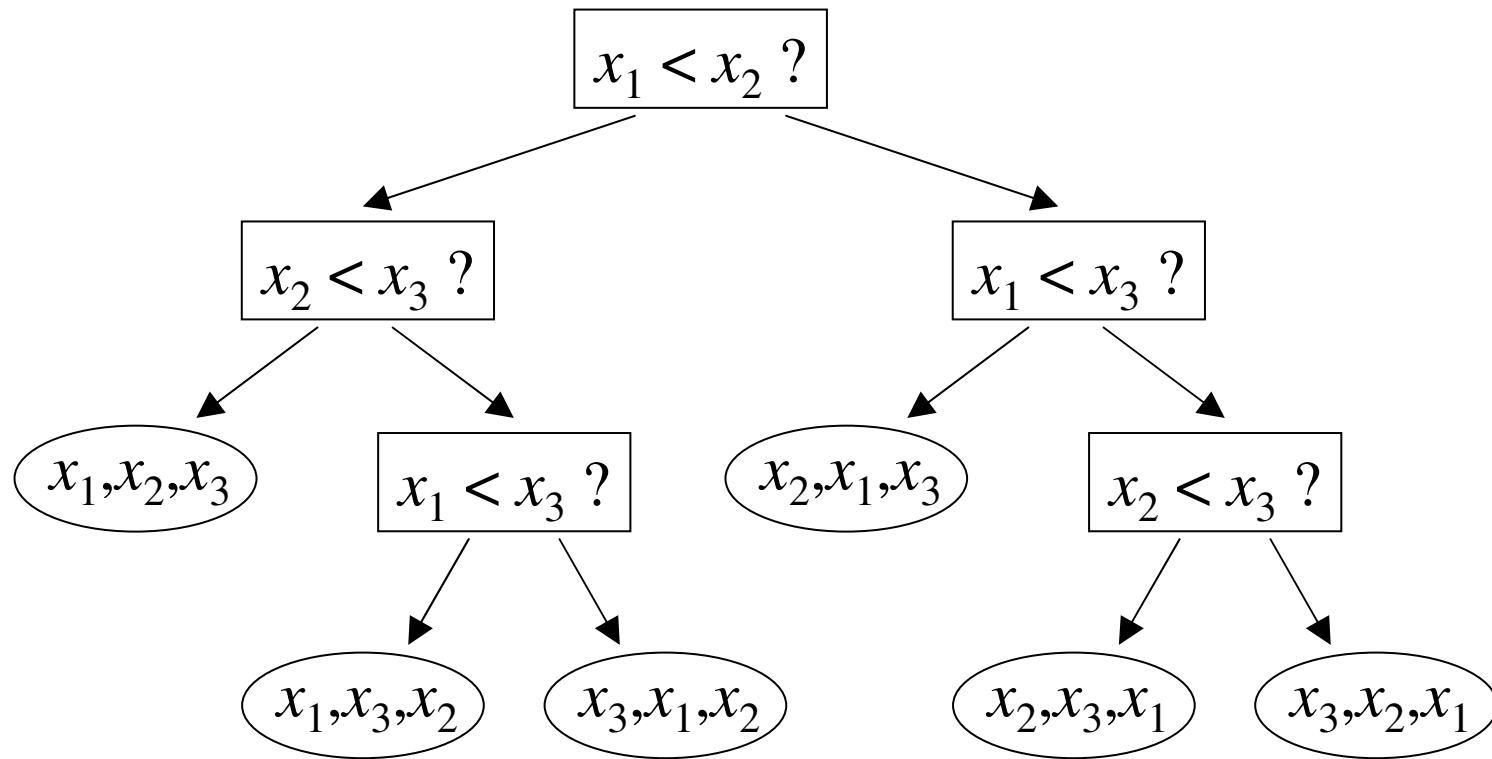 x₁ < x₂ ?
x₂ < x₃ ?
x₁ < x₃ ?
x₁,x₂,x₃
x₁ < x₃ ?
x₂,x₁,x₃
x₂ < x₃ ?
x₁,x₃,x₂
x₃,x₁,x₂
x₂,x₃,x₁
x₃,x₂,x₁